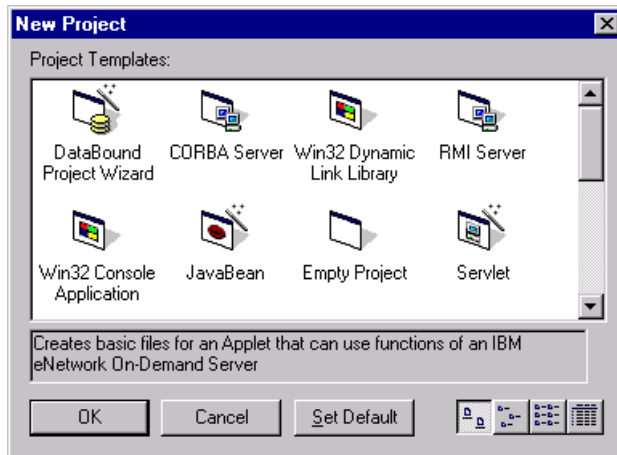 New Project
Project Templates:
DataBound Project Wizard
CORBA Server
Win32 Dynamic Link Library
RMI Server
Win32 Console Application
JavaBean
Empty Project
Servlet
Creates basic files for an Applet that can use functions of an IBM
eNetwork On-Demand Server
OK
Cancel
Set Default